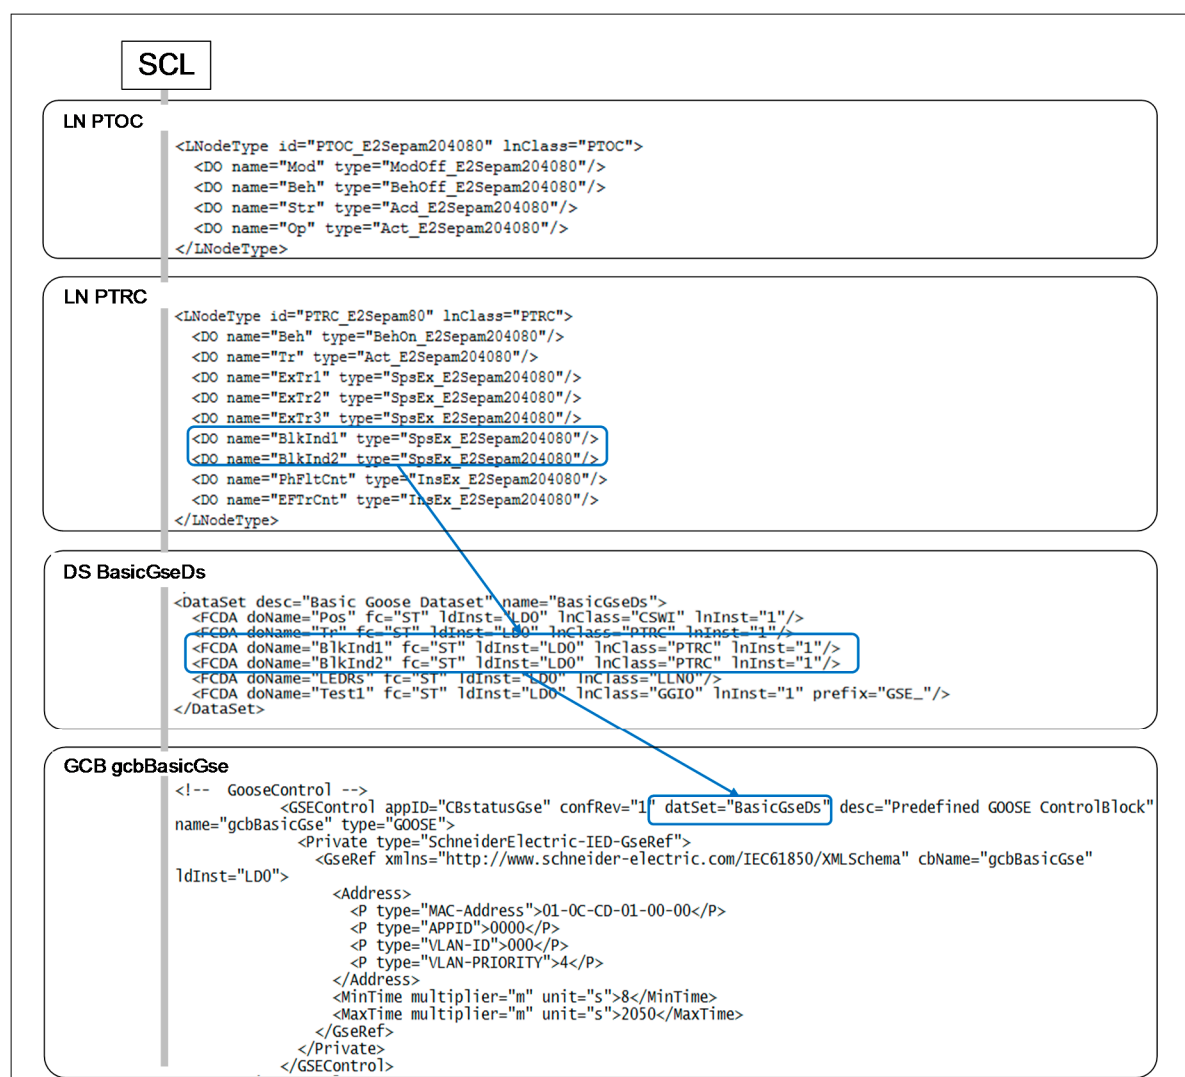 SCL
LN PTOC
<LNodeType id="PTOC_E2Sepam204080" lnClass="PTOC">
<DO name="Mod" type="ModOff_E2Sepam204080"/>
<DO name="Beh" type="BehOff_E2Sepam204080"/>
<DO name="Str" type="Acd_E2Sepam204080"/>
<DO name="Op" type="Act_E2Sepam204080"/>
</LNodeType>
LN PTRC
<LNodeType id="PTRC_E2Sepam80" lnClass="PTRC">
<DO name="Beh" type="BehOn_E2Sepam204080"/>
<DO name="Tr" type="Act_E2Sepam204080"/>
<DO name="ExTr1" type="SpsEx_E2Sepam204080"/>
<DO name="ExTr2" type="SpsEx_E2Sepam204080"/>
<DO name="ExTr3" type="SpsEx_E2Sepam204080"/>
<DO name="BlkInd1" type="SpsEx_E2Sepam204080"/>
<DO name="BlkInd2" type="SpsEx_E2Sepam204080"/>
<DO name="PhFltCnt" type="InsEx_E2Sepam204080"/>
<DO name="EFTrCnt" type="InsEx_E2Sepam204080"/>
</LNodeType>
DS BasicGseDs
<DataSet desc="Basic Goose Dataset" name="BasicGseDs">
<FCDA doName="Pos" fc="ST" ldInst="LD0" lnClass="CSWI" lnInst="1"/>
<FCDA doName="Tr" fc="ST" ldInst="LD0" lnClass="PTRC" lnInst="1"/>
<FCDA doName="BlkInd1" fc="ST" ldInst="LD0" lnClass="PTRC" lnInst="1"/>
<FCDA doName="BlkInd2" fc="ST" ldInst="LD0" lnClass="PTRC" lnInst="1"/>
<FCDA doName="LEDRs" fc="ST" ldInst="LD0" lnClass="LLN0"/>
<FCDA doName="Test1" fc="ST" ldInst="LD0" lnClass="GGIO" lnInst="1" prefix="GSE_"/>
</DataSet>
GCB gcbBasicGse
<!-- GooseControl -->
<GSEControl appID="CBstatusGse" confRev="1" datSet="BasicGseDs" desc="Predefined GOOSE ControlBlock"
name="gcbBasicGse" type="GOOSE">
<Private type="SchneiderElectric-IED-GseRef">
<GseRef xmlns="http://www.schneider-electric.com/IEC61850/XMLSchema" cbName="gcbBasicGse"
ldInst="LD0">
<Address>
<P type="MAC-Address">01-0C-CD-01-00-00</P>
<P type="APPID">0000</P>
<P type="VLAN-ID">000</P>
<P type="VLAN-PRIORITY">4</P>
</Address>
<MinTime multiplier="m" unit="s">8</MinTime>
<MaxTime multiplier="m" unit="s">2050</MaxTime>
</GseRef>
</Private>
</GSEControl>